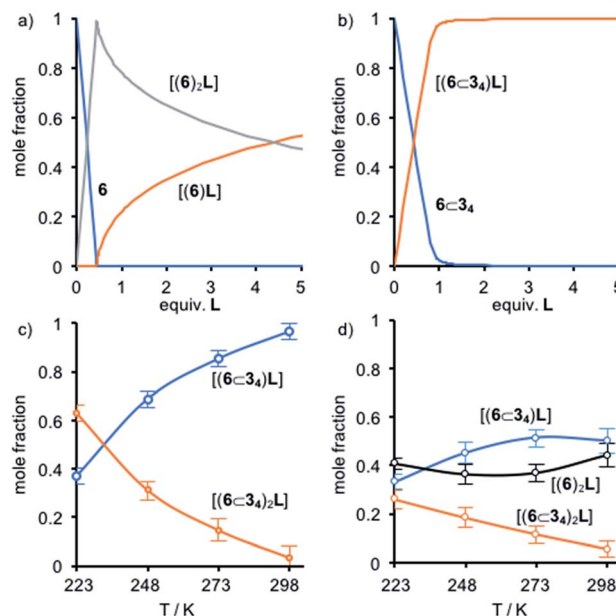 a)
mole fraction
1
0.8
0.6
0.4
0.2
0
[(6)₂L]
6
[(6)L]
0 1 2 3 4 5
equiv. L
b)
mole fraction
1
0.8
0.6
0.4
0.2
0
[(6⊂3₄)L]
6⊂3₄
0 1 2 3 4 5
equiv. L
c)
mole fraction
1
0.8
0.6
0.4
0.2
0
[(6⊂3₄)L]
[(6⊂3₄)₂L]
223 248 273 298
T / K
d)
mole fraction
1
0.8
0.6
0.4
0.2
0
[(6⊂3₄)L]
[(6)₂L]
[(6⊂3₄)₂L]
223 248 273 298
T / K